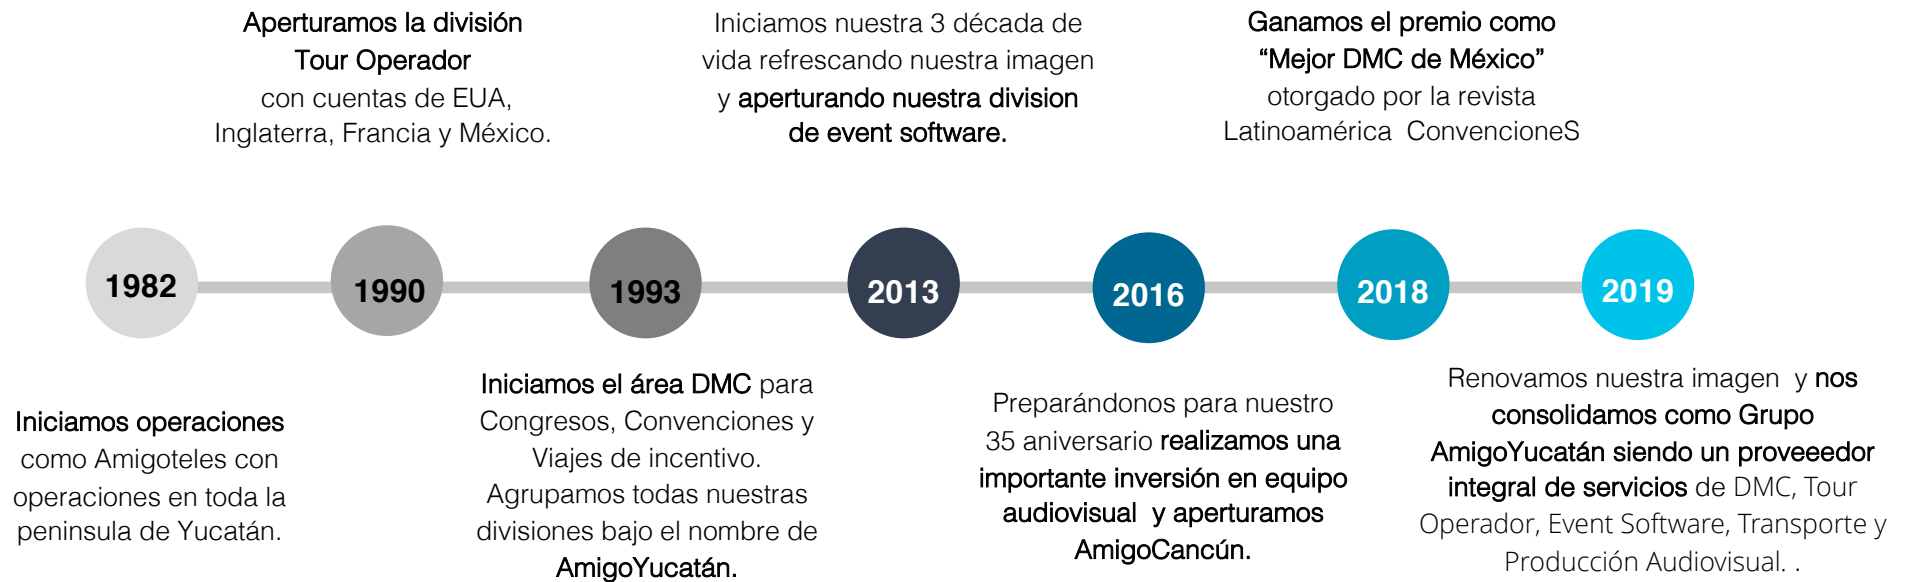 Aperturamos la división
Tour Operador
con cuentas de EUA,
Inglaterra, Francia y México.
Iniciamos nuestra 3 década de
vida refrescando nuestra imagen
y aperturando nuestra division
de event software.
Ganamos el premio como
“Mejor DMC de México”
otorgado por la revista
Latinoamérica ConvencioneS
1982
1990
1993
2013
2016
2018
2019
Iniciamos operaciones
como Amigoteles con
operaciones en toda la
peninsula de Yucatán.
Iniciamos el área DMC para
Congresos, Convenciones y
Viajes de incentivo.
Agrupamos todas nuestras
divisiones bajo el nombre de
AmigoYucatán.
Preparándonos para nuestro
35 aniversario realizamos una
importante inversión en equipo
audiovisual y aperturamos
AmigoCancún.
Renovamos nuestra imagen y nos
consolidamos como Grupo
AmigoYucatán siendo un proveeedor
integral de servicios de DMC, Tour
Operador, Event Software, Transporte y
Producción Audiovisual. .